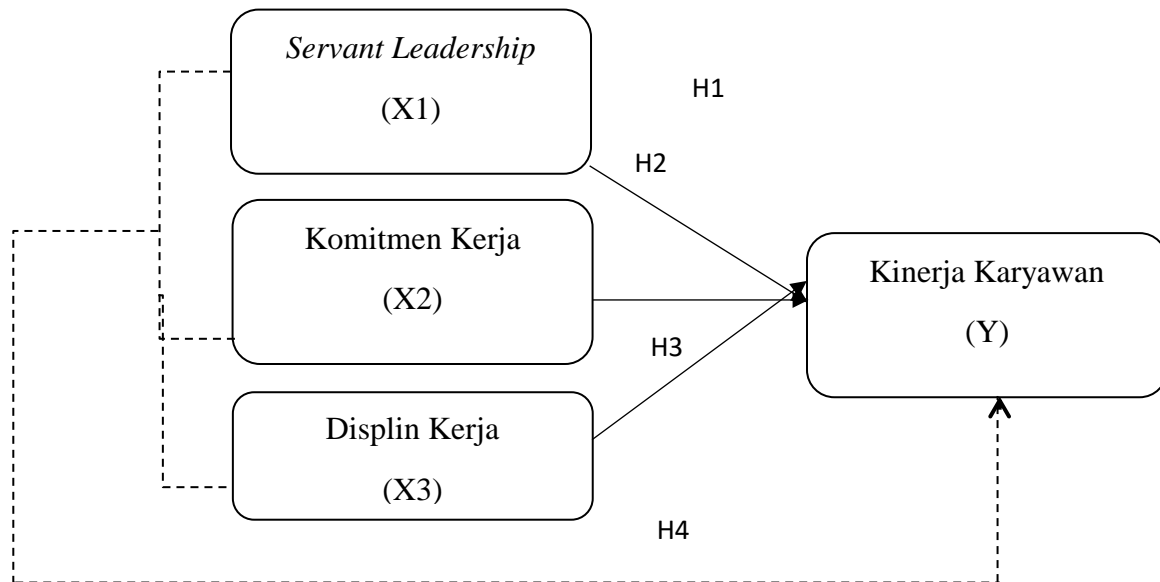 Servant Leadership
(X1)
H1
H2
Komitmen Kerja
(X2)
Kinerja Karyawan
(Y)
H3
Displin Kerja
(X3)
H4